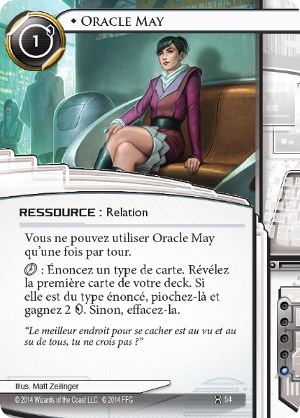 1
Oracle May
RESSOURCE : Relation
Vous ne pouvez utiliser Oracle May
qu'une fois par tour.
: Énoncez un type de carte. Révélez
la première carte de votre deck. Si
elle est du type énoncé, piochez-là et
gagnez 2 . Sinon, effacez-la.
“Le meilleur endroit pour se cacher est au vu et au
su de tous, tu ne crois pas ?”
Illus. Matt Zeilinger
© 2014 Wizards of the Coast LLC. © 2014 FFG
54